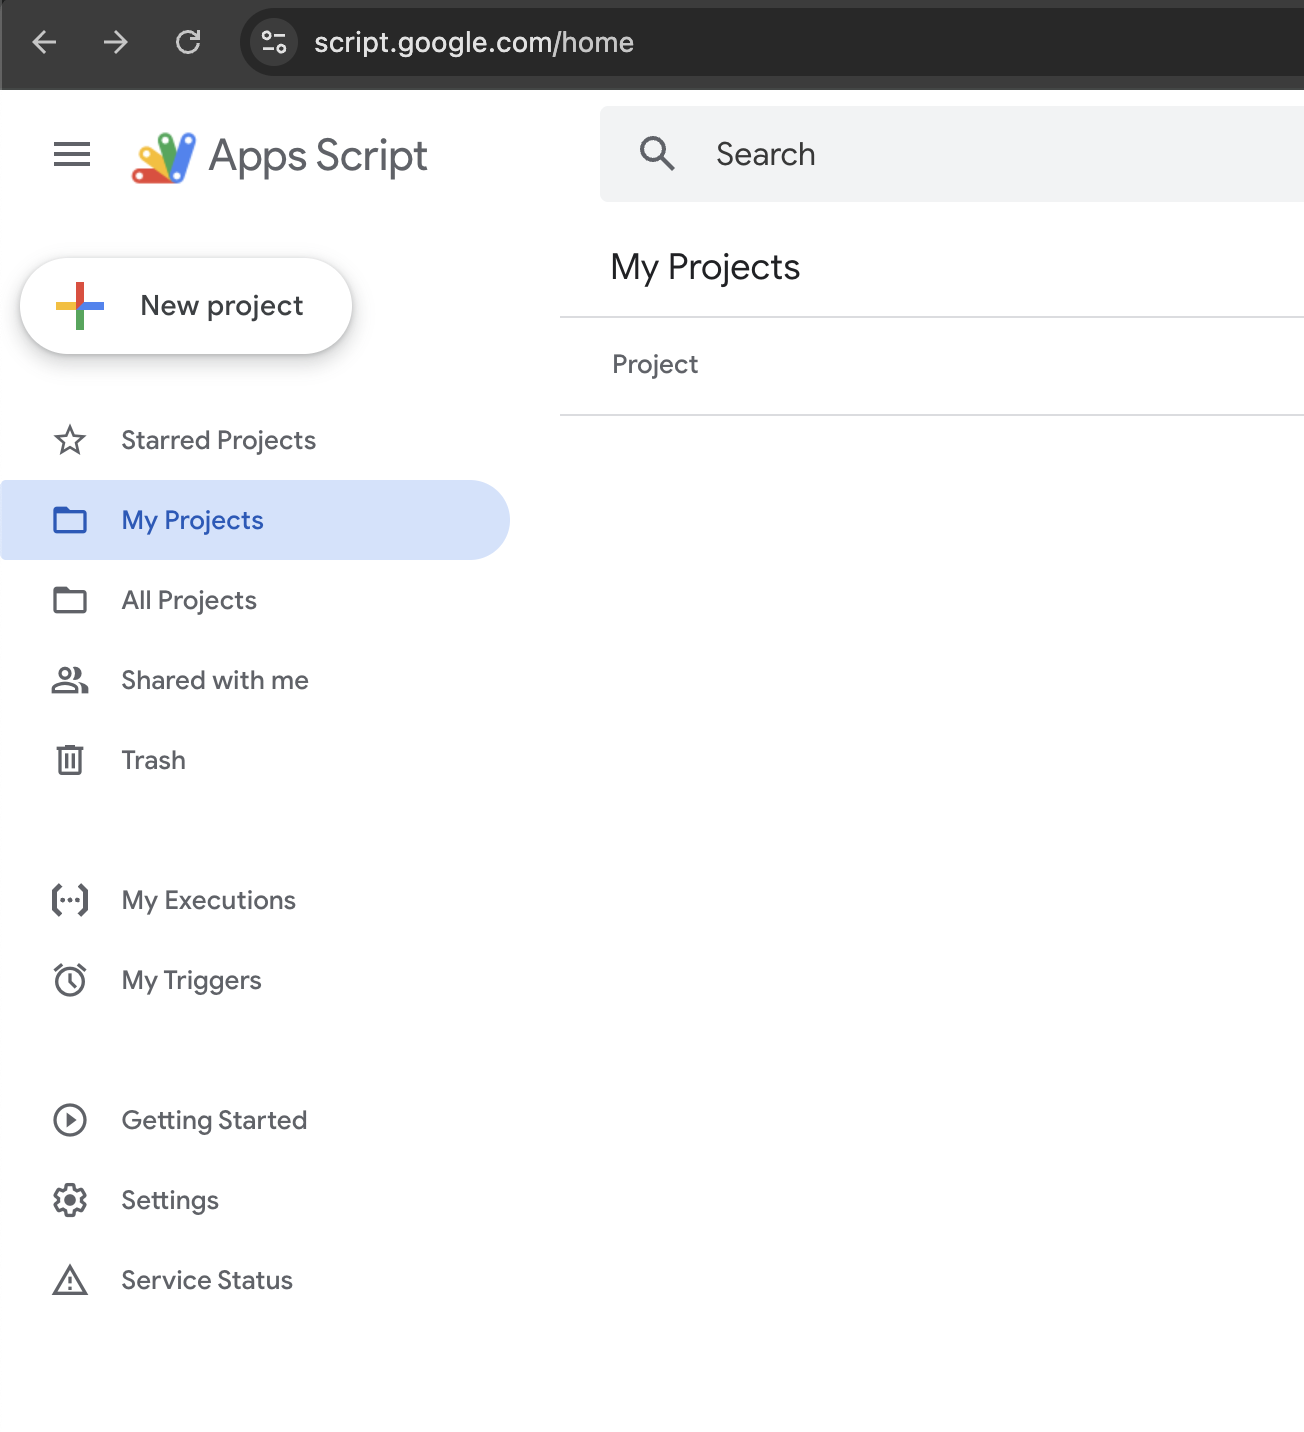 script.google.com/home
Apps Script
Search
New project
My Projects
Project
Starred Projects
My Projects
All Projects
Shared with me
Trash
My Executions
My Triggers
Getting Started
Settings
Service Status